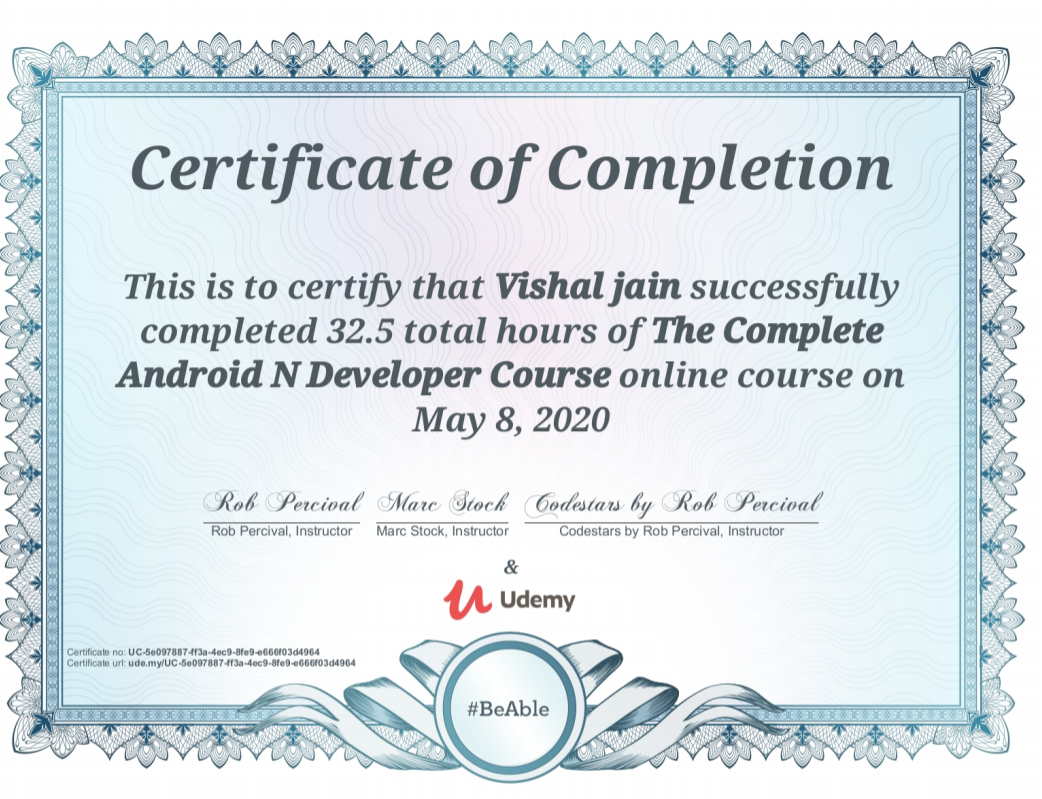 Certificate of Completion
This is to certify that Vishal jain successfully
completed 32.5 total hours of The Complete
Android N Developer Course online course on
May 8, 2020
Rob Percival Marc Stock Codestars by Rob Percival
Rob Percival, Instructor Marc Stock, Instructor Codestars by Rob Percival, Instructor
&
Udemy
Certificate no: UC-5e097887-ff3a-4ec9-8fe9-e666f03d4964
Certificate url: ude.my/UC-5e097887-ff3a-4ec9-8fe9-e666f03d4964
#BeAble